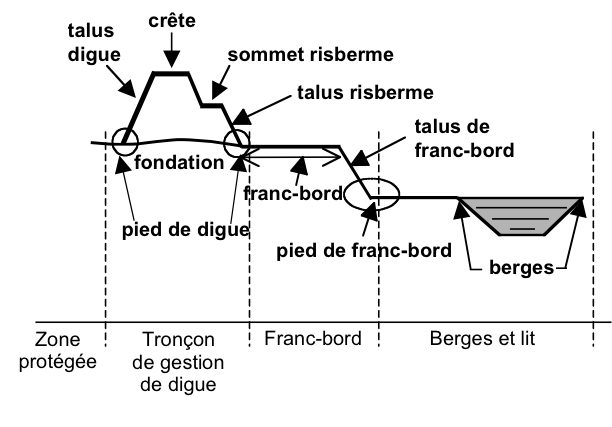 crête
talus
digue
sommet risberme
talus risberme
talus de
franc-bord
fondation
franc-bord
pied de digue
pied de franc-bord
berges
Zone
protégée
Tronçon
de gestion
de digue
Franc-bord
Berges et lit